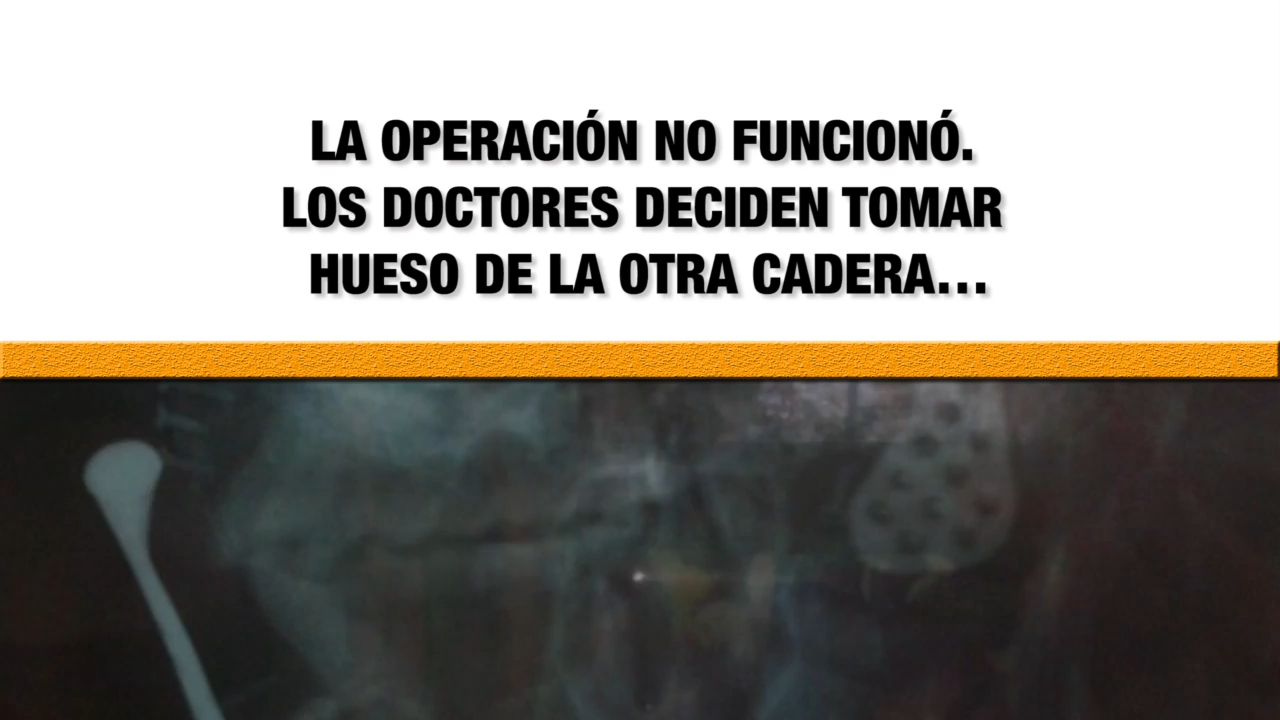 LA OPERACIÓN NO FUNCIONÓ.
LOS DOCTORES DECIDEN TOMAR
HUESO DE LA OTRA CADERA...